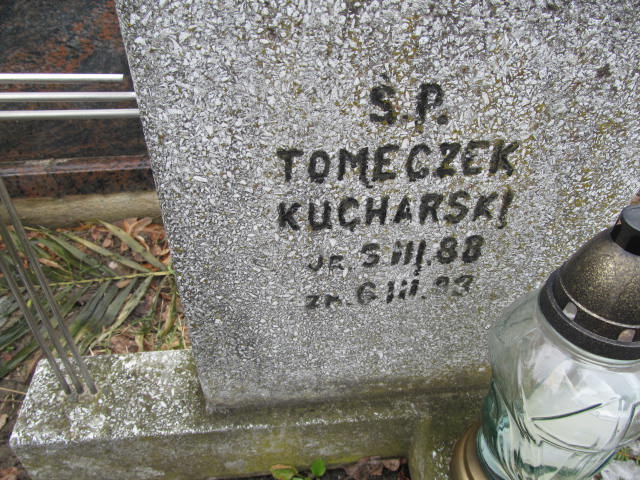 Ś.P.
TOMECZEK
KUCHARSKI
UR. 5 III. 88
ZM. 6 III. 93